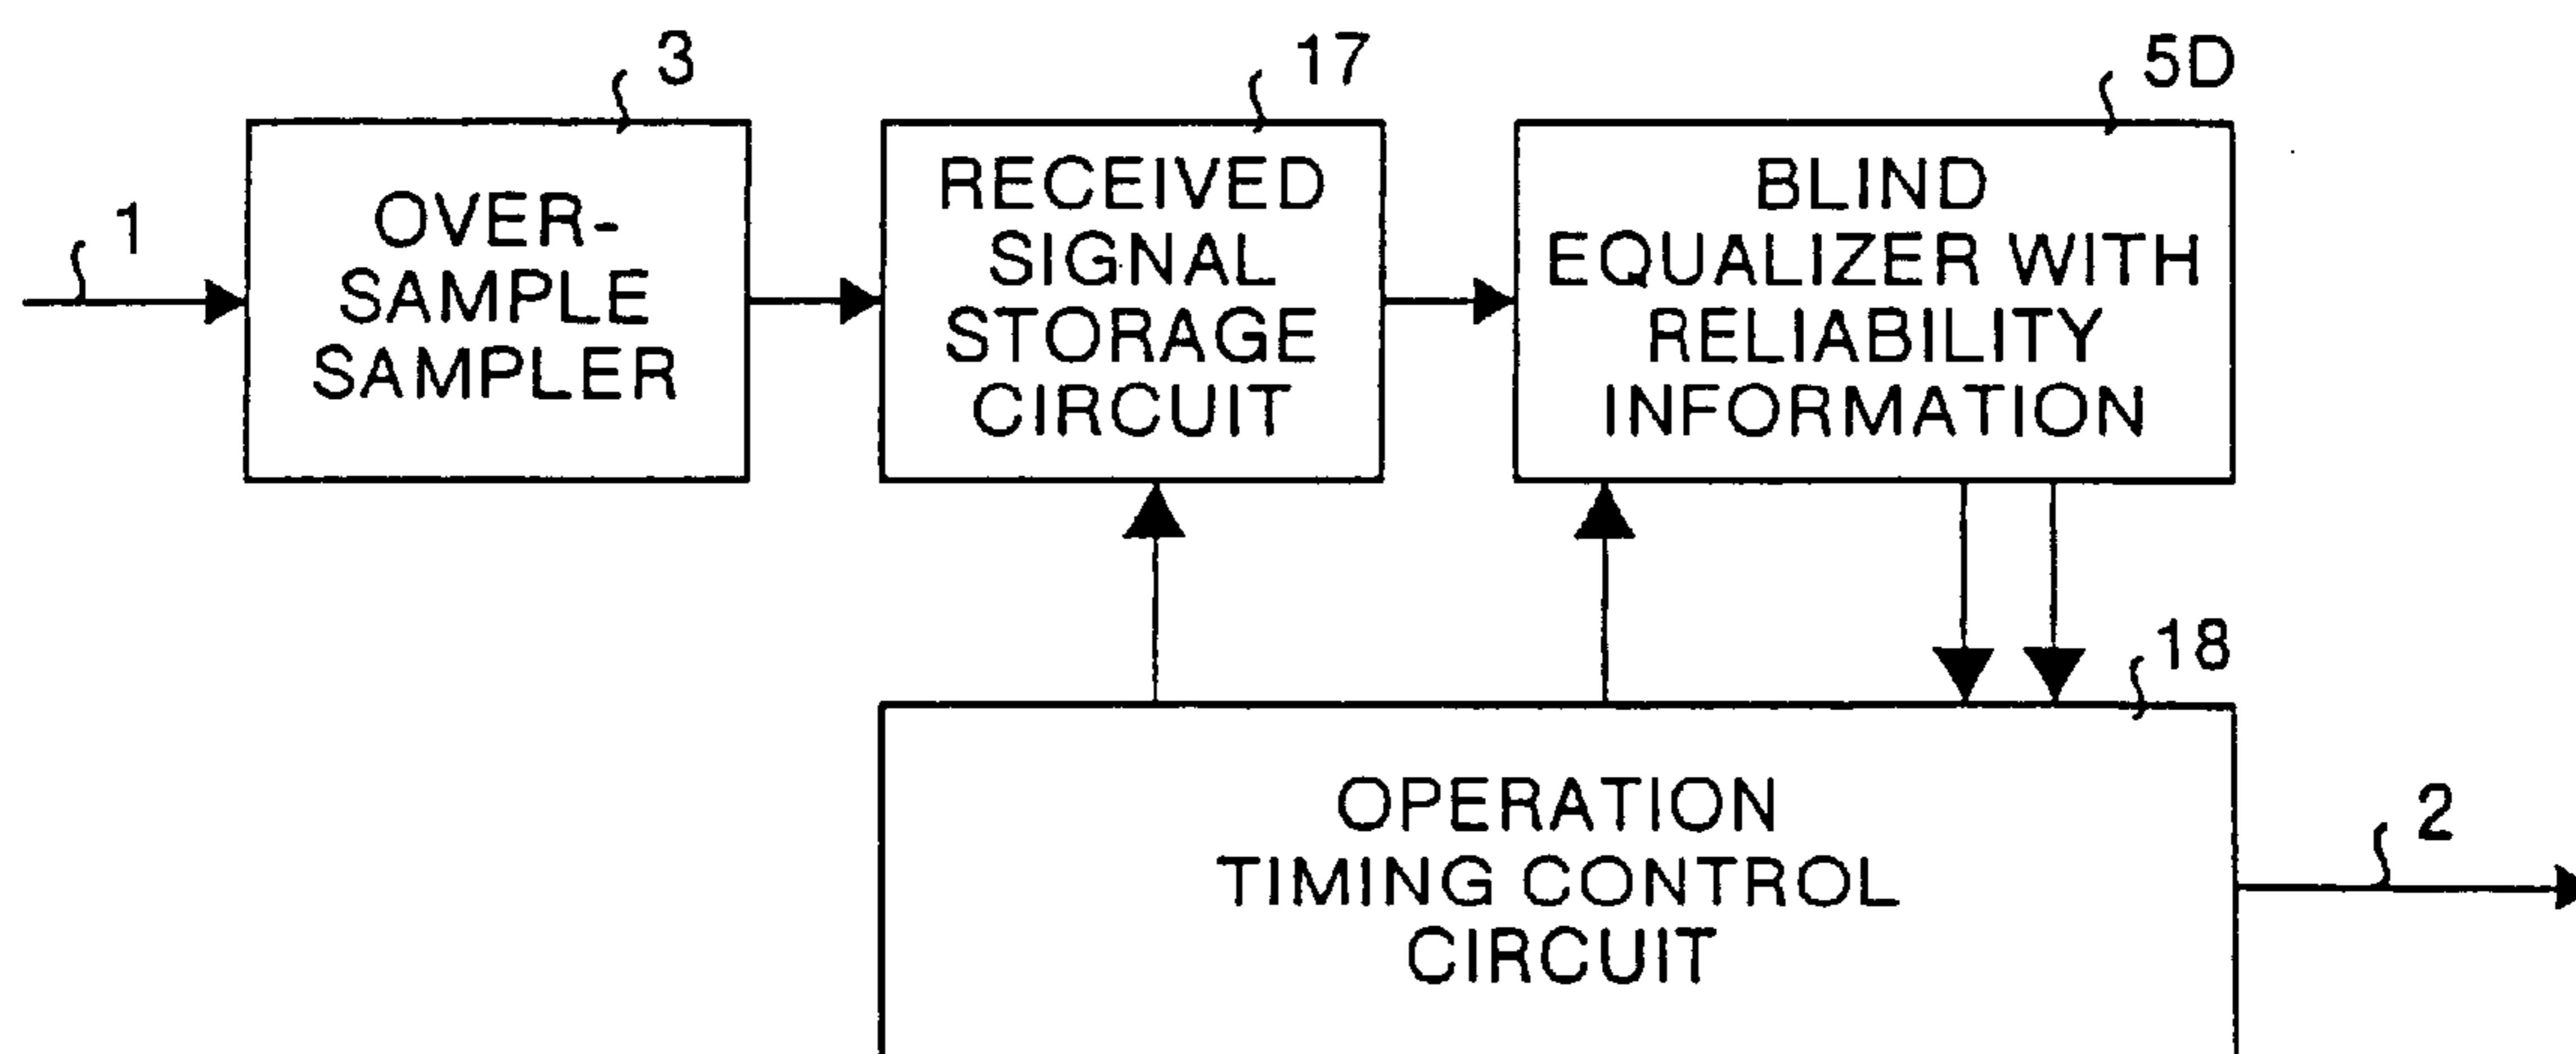 3
17
5D
1
OVER-
SAMPLE
SAMPLER
RECEIVED
SIGNAL
STORAGE
CIRCUIT
BLIND
EQUALIZER WITH
RELIABILITY
INFORMATION
18
OPERATION
TIMING CONTROL
CIRCUIT
2